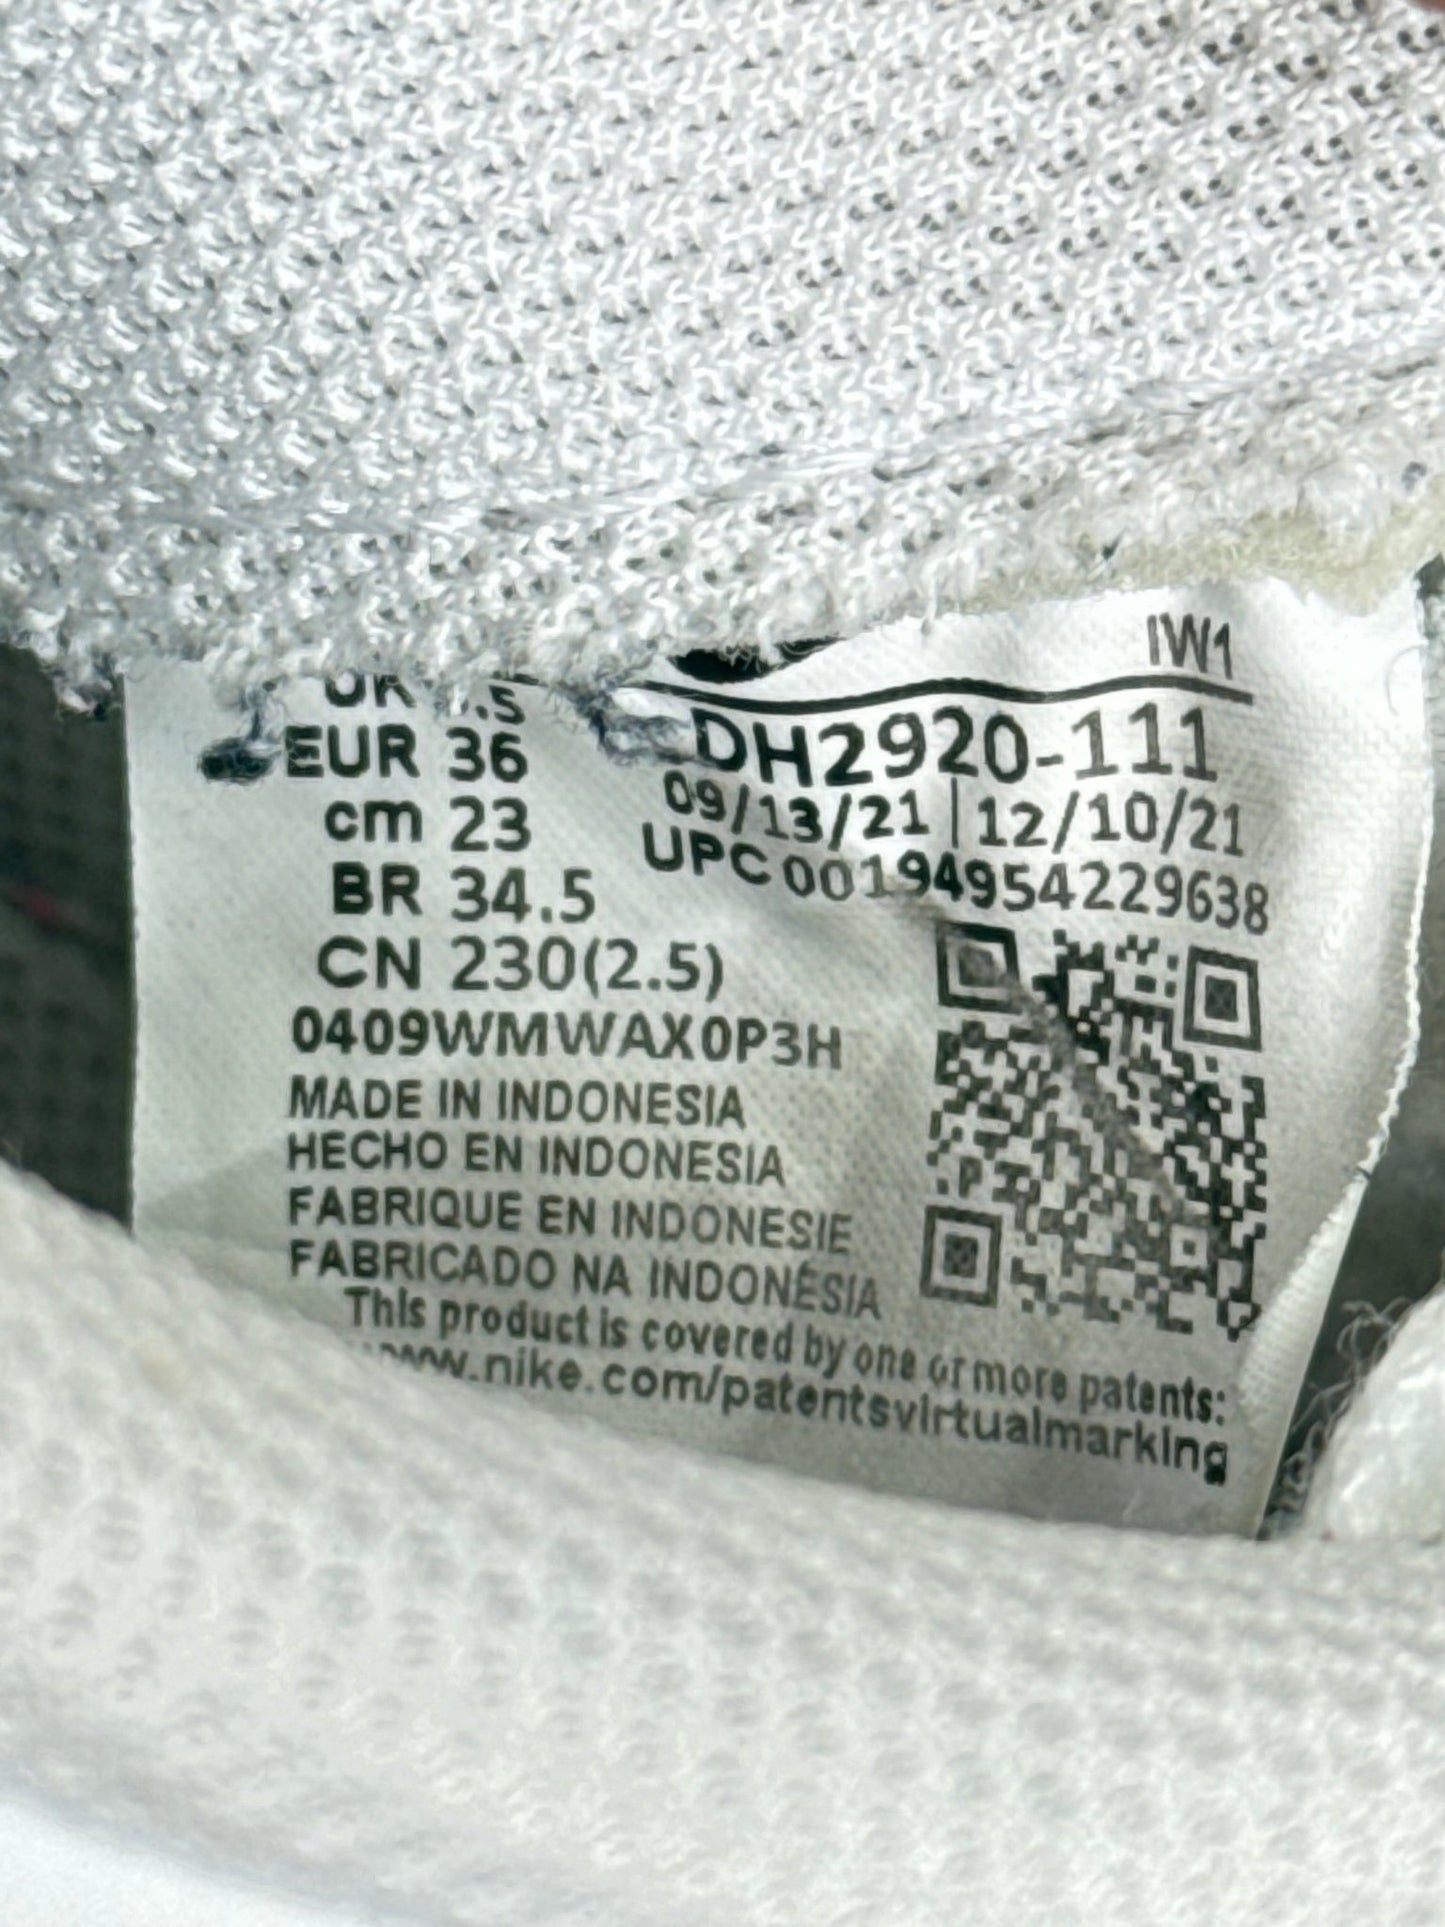 IW1
EUR 36
cm 23
BR 34.5
CN 230(2.5)
DH2920-111
09/13/21 | 12/10/21
UPC 00194954229638
0409WMWAX0P3H
MADE IN INDONESIA
HECHO EN INDONESIA
FABRIQUE EN INDONESIE
FABRICADO NA INDONÉSIA
This product is covered by one or more patents:
www.nike.com/patentsvirtualmarking